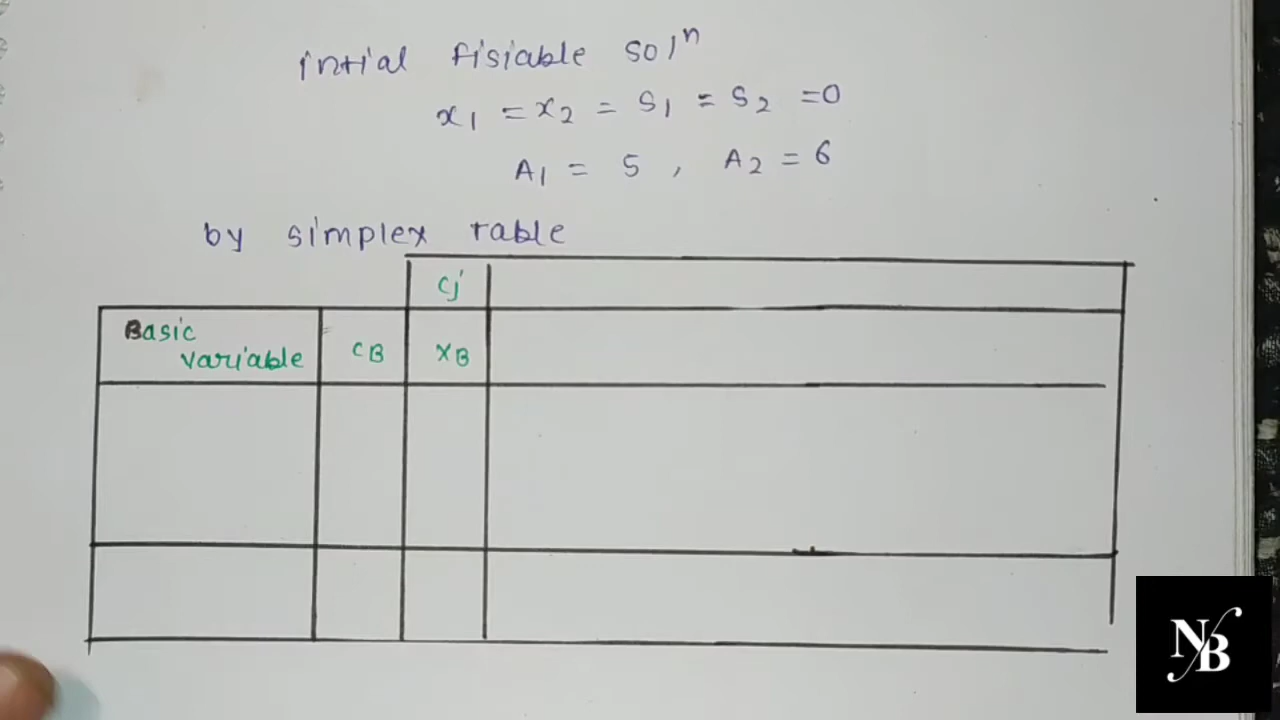 intial fisiable solⁿ
x₁ = x₂ = S₁ = S₂ = 0
A₁ = 5 , A₂ = 6
by simplex table
Cj
Basic variable CB XB
NB